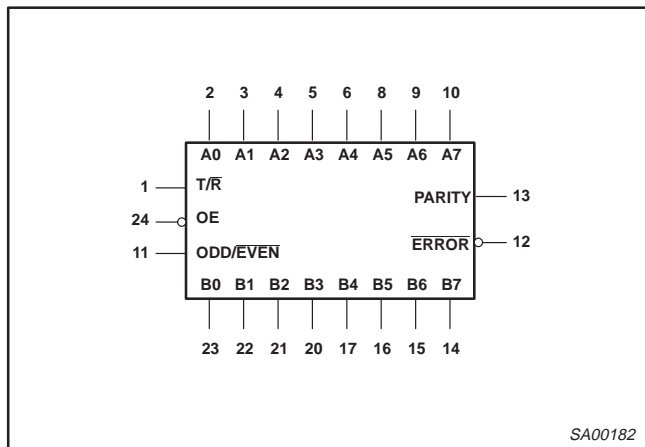 2 3 4 5 6 8 9 10
A0 A1 A2 A3 A4 A5 A6 A7
1 T/R̅
PARITY 13
24 OE
E̅R̅R̅O̅R̅ 12
11 ODD/E̅V̅E̅N̅
B0 B1 B2 B3 B4 B5 B6 B7
23 22 21 20 17 16 15 14
SA00182